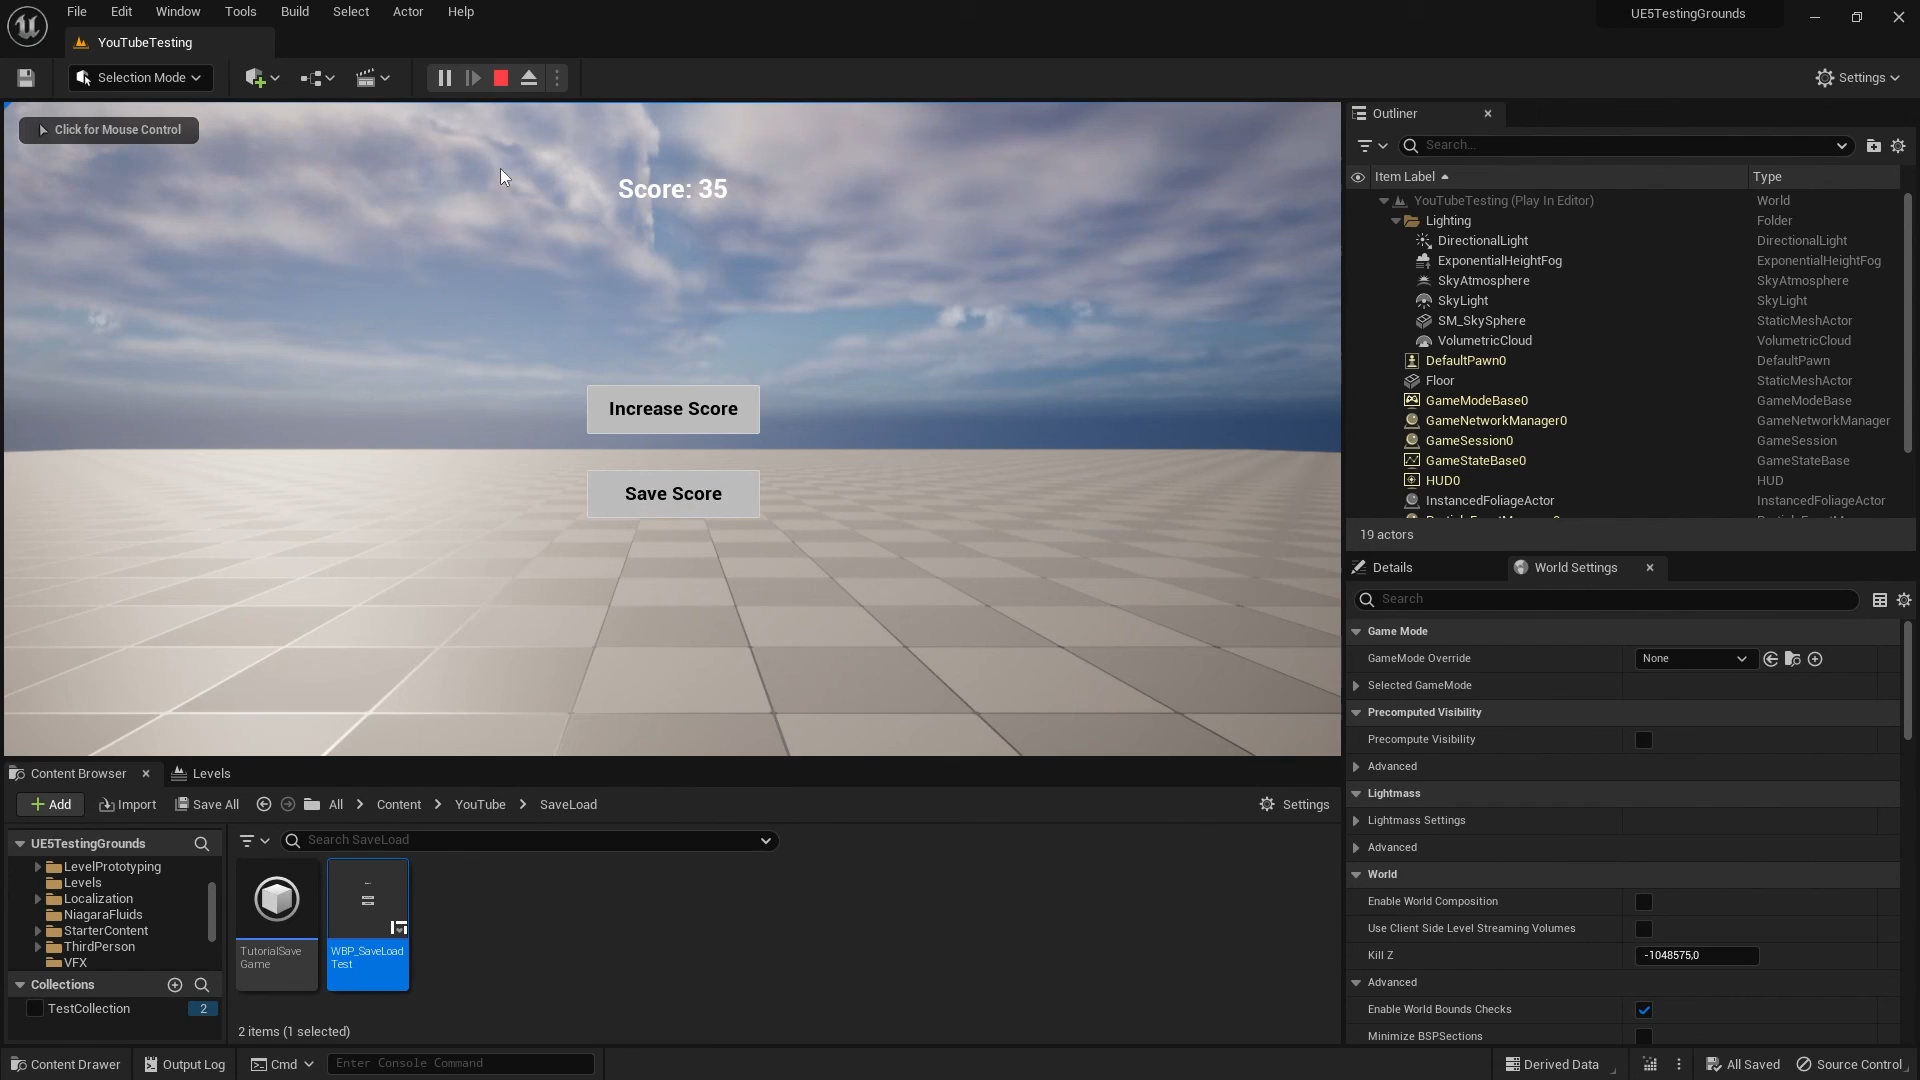 File Edit Window Tools Build Select Actor Help
UE5TestingGrounds
YouTubeTesting
Selection Mode
Settings
Click for Mouse Control
Score: 35
Increase Score
Save Score
Outliner
Search...
Item Label Type
YouTubeTesting (Play In Editor) World
Lighting Folder
DirectionalLight DirectionalLight
ExponentialHeightFog ExponentialHeightFog
SkyAtmosphere SkyAtmosphere
SkyLight SkyLight
SM_SkySphere StaticMeshActor
VolumetricCloud VolumetricCloud
DefaultPawn0 DefaultPawn
Floor StaticMeshActor
GameModeBase0 GameModeBase
GameNetworkManager0 GameNetworkManager
GameSession0 GameSession
GameStateBase0 GameStateBase
HUD0 HUD
InstancedFoliageActor InstancedFoliageActor
19 actors
Details World Settings
Search
Game Mode
GameMode Override None
Selected GameMode
Precomputed Visibility
Precompute Visibility
Advanced
Lightmass
Lightmass Settings
Advanced
World
Enable World Composition
Use Client Side Level Streaming Volumes
Kill Z -1048575,0
Advanced
Enable World Bounds Checks
Minimize BSPSections
Content Browser Levels
Add Import Save All All Content YouTube SaveLoad Settings
UE5TestingGrounds
LevelPrototyping
Levels
Localization
NiagaraFluids
StarterContent
ThirdPerson
VFX
Collections
TestCollection 2
Search SaveLoad
TutorialSave
Game
WBP_SaveLoad
Test
2 items (1 selected)
Content Drawer Output Log Cmd Enter Console Command Derived Data All Saved Source Control